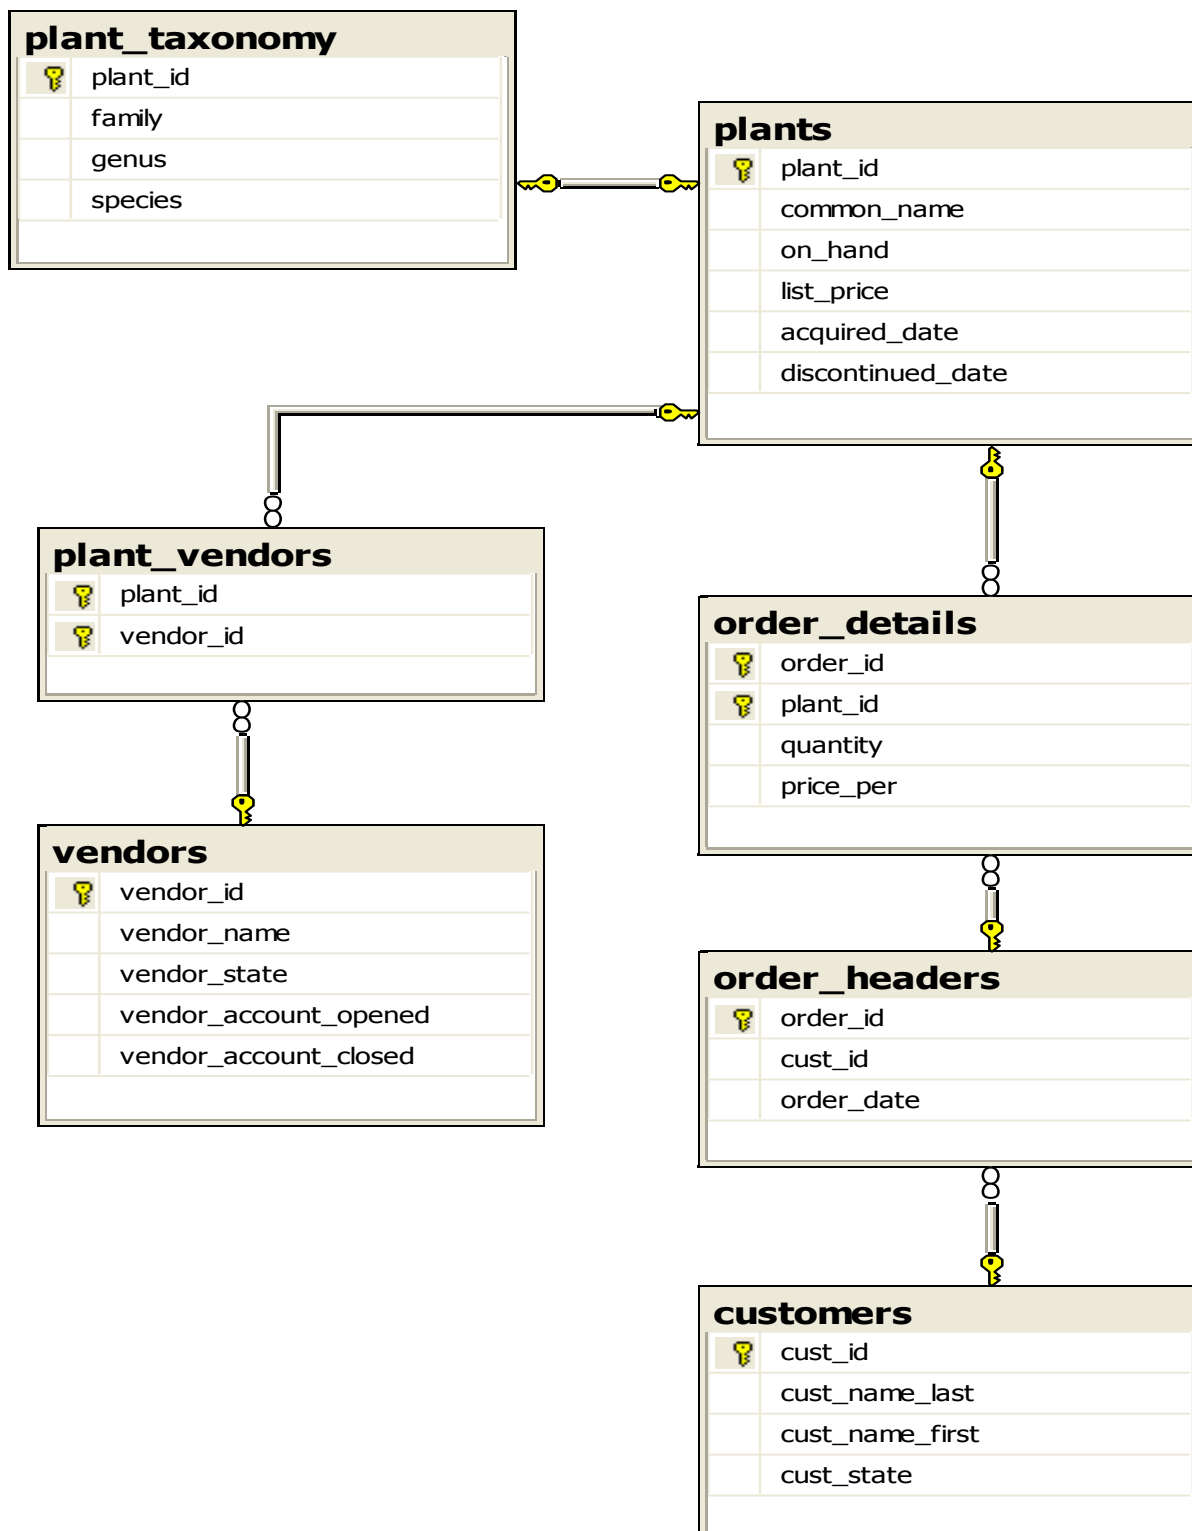 plant_taxonomy
plant_id
family
genus
species
plants
plant_id
common_name
on_hand
list_price
acquired_date
discontinued_date
plant_vendors
plant_id
vendor_id
order_details
order_id
plant_id
quantity
price_per
vendors
vendor_id
vendor_name
vendor_state
vendor_account_opened
vendor_account_closed
order_headers
order_id
cust_id
order_date
customers
cust_id
cust_name_last
cust_name_first
cust_state